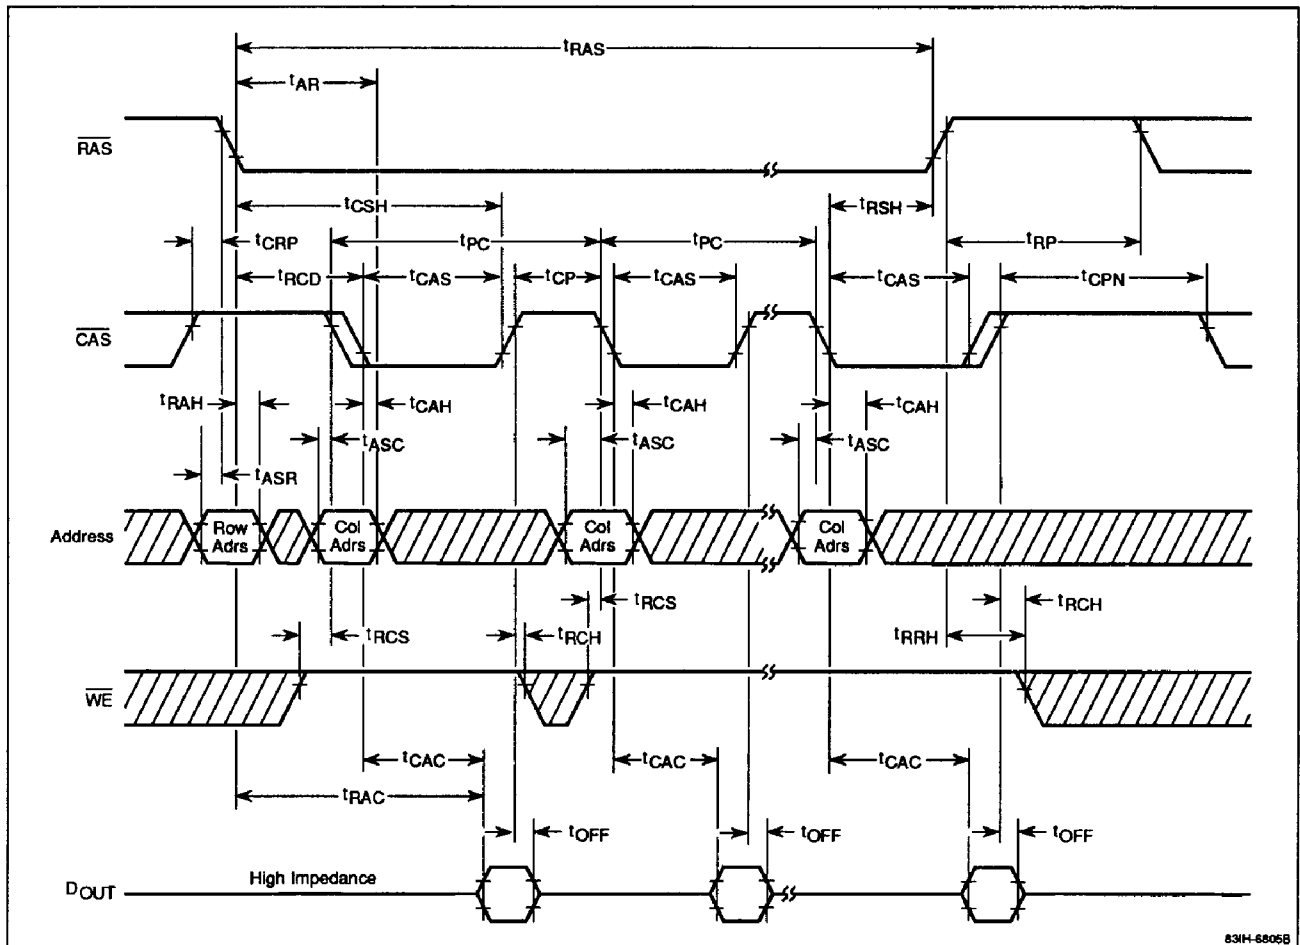 tRAS
tAR
RAS
tCSH
tRSH
tCRP
tPC
tPC
tRP
tRCD
tCAS
tCP
tCAS
tCAS
tCPN
CAS
tRAH
tCAH
tCAH
tCAH
tASC
tASC
tASC
tASR
Address
Row Adrs
Col Adrs
Col Adrs
Col Adrs
tRCS
tRCH
tRCS
tRCH
tRRH
WE
tCAC
tCAC
tCAC
tRAC
tOFF
tOFF
tOFF
High Impedance
DOUT
83IH-6805B